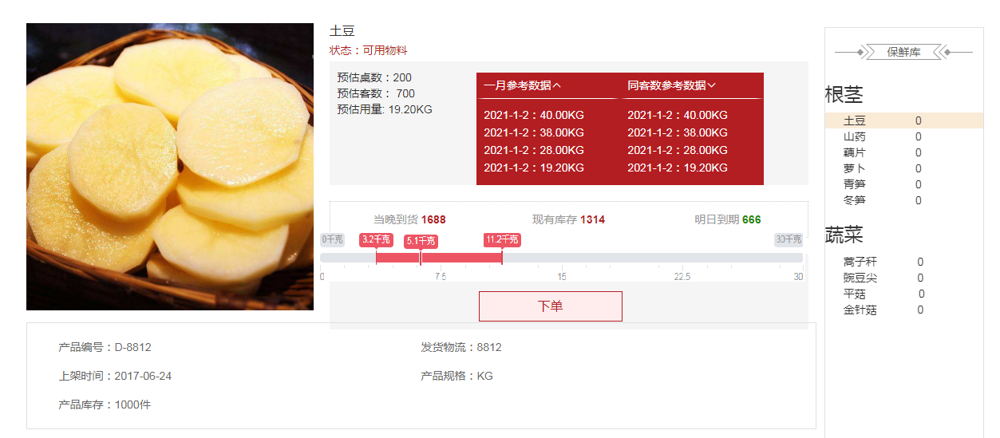 土豆
状态：可用物料
预估桌数：200
预估客数： 700
预估用量: 19.20KG
一月参考数据
同客数参考数据
2021-1-2：40.00KG 2021-1-2：40.00KG
2021-1-2：38.00KG 2021-1-2：38.00KG
2021-1-2：28.00KG 2021-1-2：28.00KG
2021-1-2：19.20KG 2021-1-2：19.20KG
当晚到货 1688 现有库存 1314 明日到期 666
0千克 3.2千克 5.1千克 11.2千克 30千克
0 7.5 15 22.5 30
下单
产品编号：D-8812 发货物流：8812
上架时间：2017-06-24 产品规格：KG
产品库存：1000件
保鲜库
根茎
土豆 0
山药 0
藕片 0
萝卜 0
青笋 0
冬笋 0
蔬菜
蒿子秆 0
豌豆尖 0
平菇 0
金针菇 0